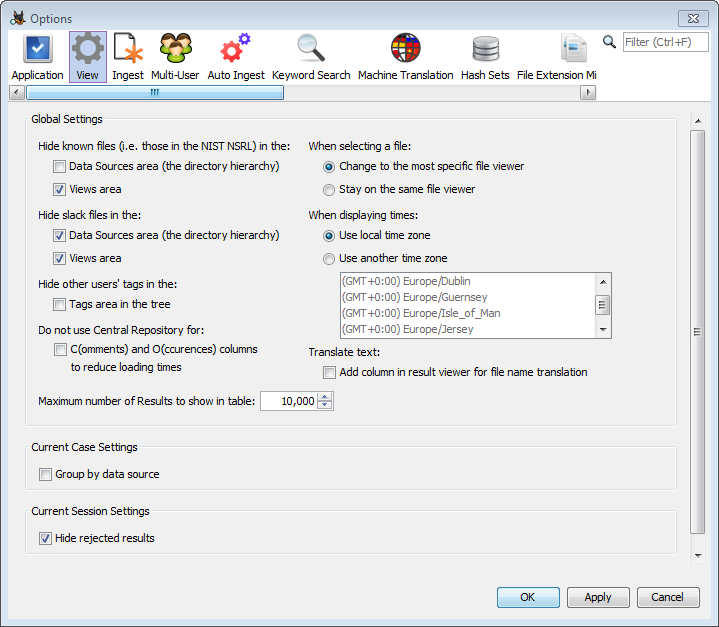 Options
Filter (Ctrl+F)
Application View Ingest Multi-User Auto Ingest Keyword Search Machine Translation Hash Sets File Extension Mi
Global Settings
Hide known files (i.e. those in the NIST NSRL) in the:
Data Sources area (the directory hierarchy)
Views area
Hide slack files in the:
Data Sources area (the directory hierarchy)
Views area
Hide other users' tags in the:
Tags area in the tree
Do not use Central Repository for:
C(omments) and O(ccurences) columns
to reduce loading times
Maximum number of Results to show in table: 10,000
When selecting a file:
Change to the most specific file viewer
Stay on the same file viewer
When displaying times:
Use local time zone
Use another time zone
(GMT+0:00) Europe/Dublin
(GMT+0:00) Europe/Guernsey
(GMT+0:00) Europe/Isle_of_Man
(GMT+0:00) Europe/Jersey
Translate text:
Add column in result viewer for file name translation
Current Case Settings
Group by data source
Current Session Settings
Hide rejected results
OK Apply Cancel